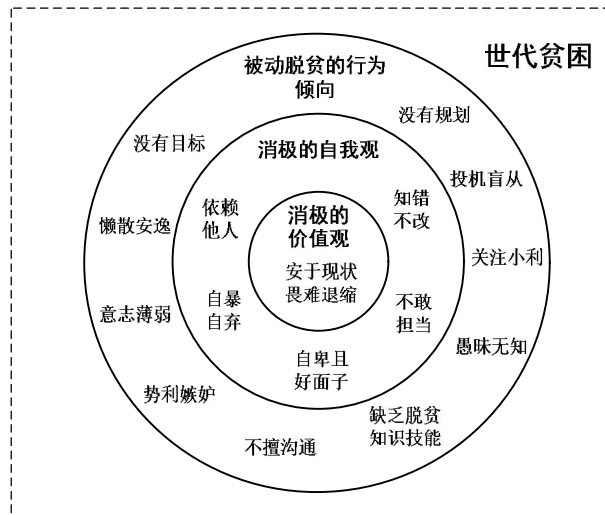 世代贫困
被动脱贫的行为
倾向
没有规划
没有目标
投机盲从
懒散安逸
关注小利
意志薄弱
愚昧无知
势利嫉妒
缺乏脱贫
知识技能
不擅沟通
消极的自我观
依赖
他人
知错
不改
自暴
自弃
不敢
担当
自卑且
好面子
消极的
价值观
安于现状
畏难退缩